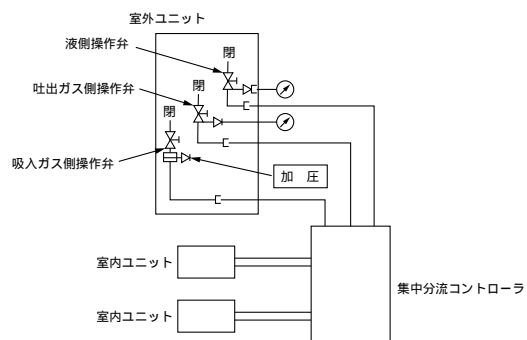 室外ユニット
液側操作弁
閉
吐出ガス側操作弁
閉
閉
吸入ガス側操作弁
加　圧
室内ユニット
集中分流コントローラ
室内ユニット